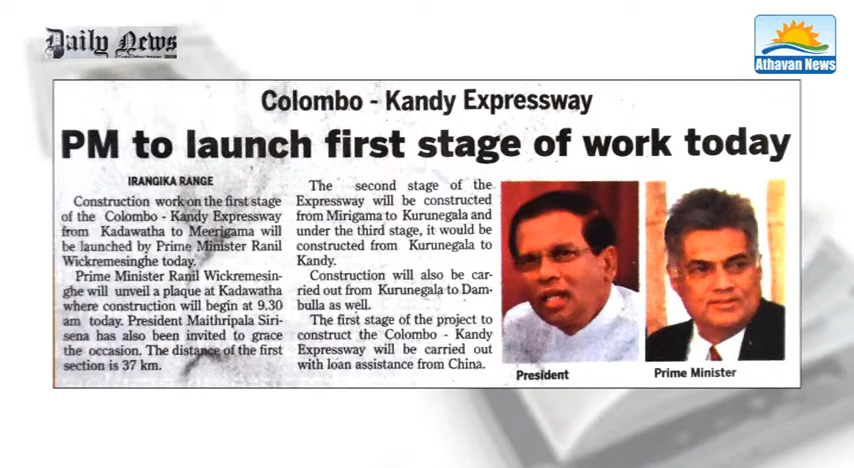 Daily News
Athavan News
Colombo - Kandy Expressway
PM to launch first stage of work today
IRANGIKA RANGE
Construction work on the first stage
of the Colombo - Kandy Expressway
from Kadawatha to Meerigama will
be launched by Prime Minister Ranil
Wickremesinghe today.
Prime Minister Ranil Wickremesin-
ghe will unveil a plaque at Kadawatha
where construction will begin at 9.30
am today. President Maithripala Siri-
sena has also been invited to grace
the occasion. The distance of the first
section is 37 km.
The second stage of the
Expressway will be constructed
from Mirigama to Kurunegala and
under the third stage, it would be
constructed from Kurunegala to
Kandy.
Construction will also be car-
ried out from Kurunegala to Dam-
bulla as well.
The first stage of the project to
construct the Colombo - Kandy
Expressway will be carried out
with loan assistance from China.
President
Prime Minister